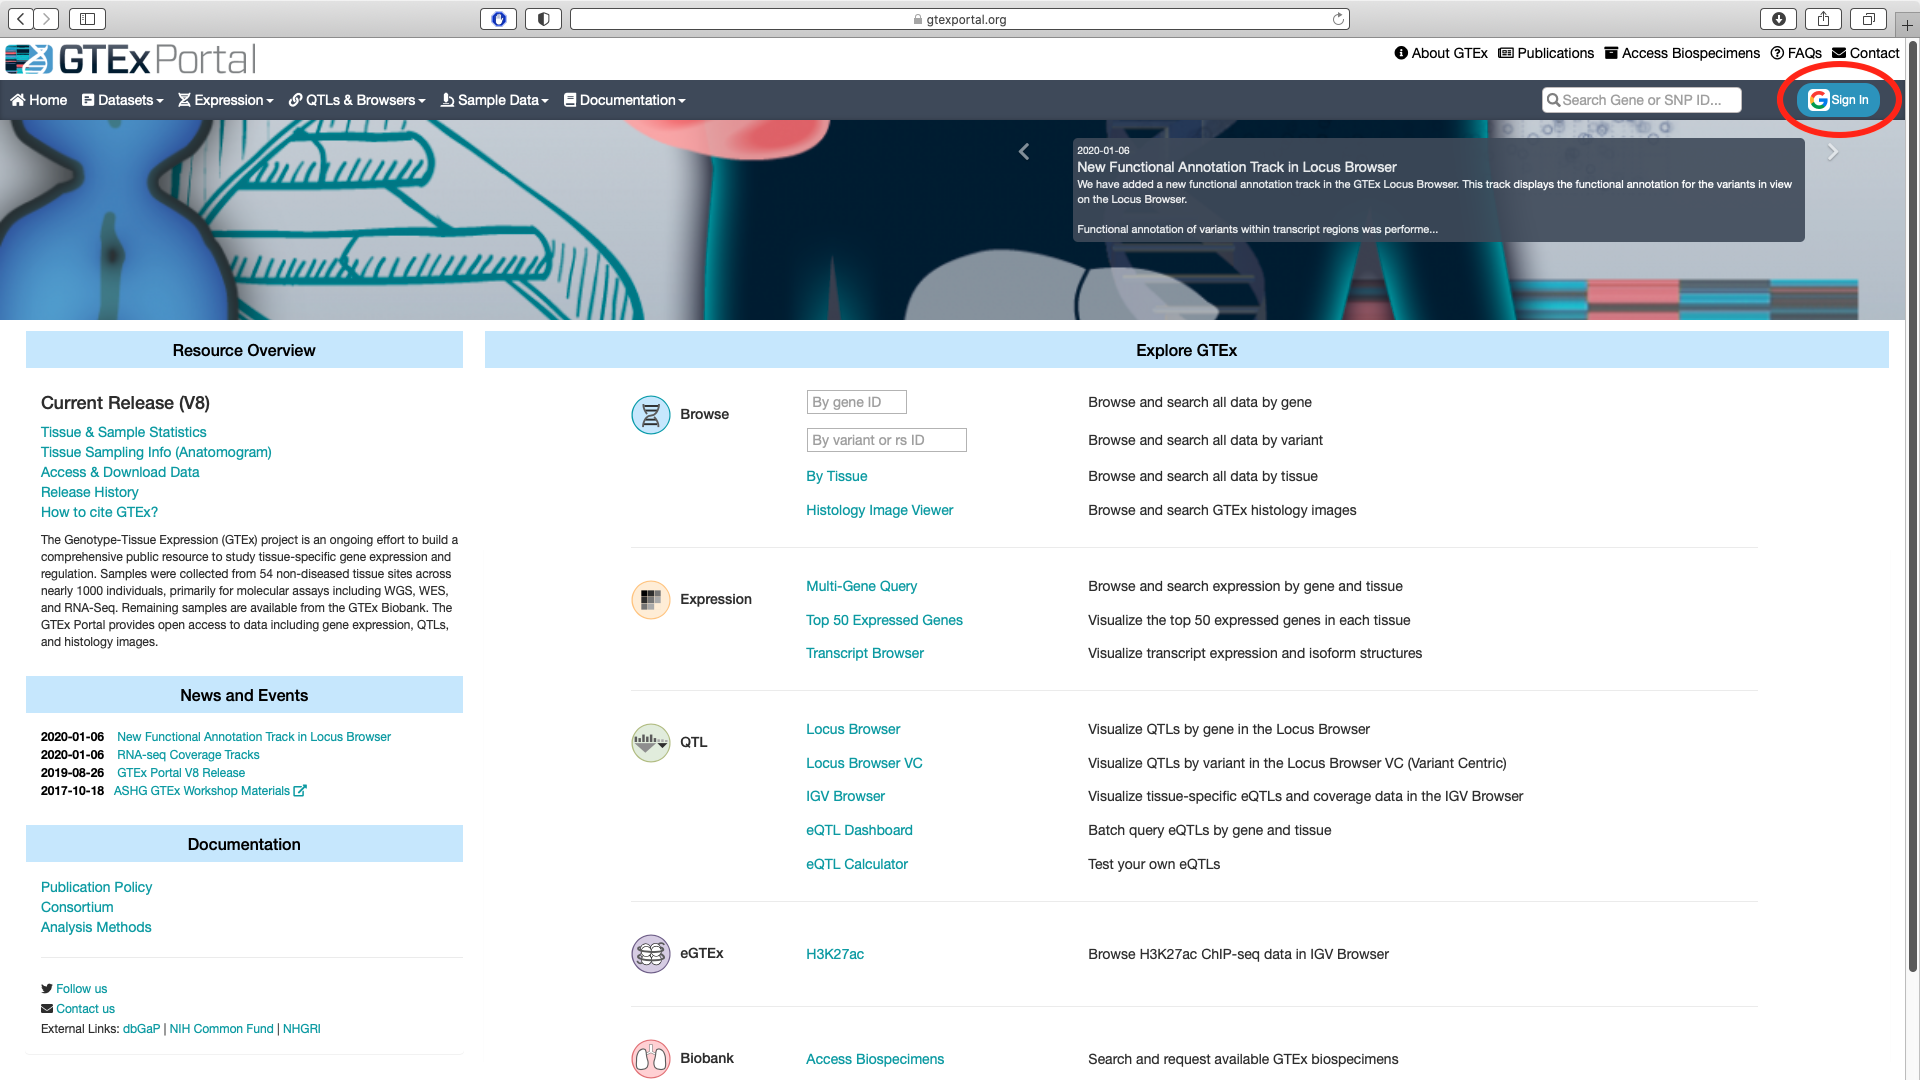 gtexportal.org
GTEx Portal
About GTEx Publications Access Biospecimens FAQs Contact
Home Datasets Expression QTLs & Browsers Sample Data Documentation Search Gene or SNP ID... Sign In
2020-01-06
New Functional Annotation Track in Locus Browser
We have added a new functional annotation track in the GTEx Locus Browser. This track displays the functional annotation for the variants in view
on the Locus Browser.
Functional annotation of variants within transcript regions was performe...
Resource Overview
Current Release (V8)
Tissue & Sample Statistics
Tissue Sampling Info (Anatomogram)
Access & Download Data
Release History
How to cite GTEx?
The Genotype-Tissue Expression (GTEx) project is an ongoing effort to build a
comprehensive public resource to study tissue-specific gene expression and
regulation. Samples were collected from 54 non-diseased tissue sites across
nearly 1000 individuals, primarily for molecular assays including WGS, WES,
and RNA-Seq. Remaining samples are available from the GTEx Biobank. The
GTEx Portal provides open access to data including gene expression, QTLs,
and histology images.
News and Events
2020-01-06 New Functional Annotation Track in Locus Browser
2020-01-06 RNA-seq Coverage Tracks
2019-08-26 GTEx Portal V8 Release
2017-10-18 ASHG GTEx Workshop Materials
Documentation
Publication Policy
Consortium
Analysis Methods
Follow us
Contact us
External Links: dbGaP | NIH Common Fund | NHGRI
Explore GTEx
Browse
By gene ID Browse and search all data by gene
By variant or rs ID Browse and search all data by variant
By Tissue Browse and search all data by tissue
Histology Image Viewer Browse and search GTEx histology images
Expression
Multi-Gene Query Browse and search expression by gene and tissue
Top 50 Expressed Genes Visualize the top 50 expressed genes in each tissue
Transcript Browser Visualize transcript expression and isoform structures
QTL
Locus Browser Visualize QTLs by gene in the Locus Browser
Locus Browser VC Visualize QTLs by variant in the Locus Browser VC (Variant Centric)
IGV Browser Visualize tissue-specific eQTLs and coverage data in the IGV Browser
eQTL Dashboard Batch query eQTLs by gene and tissue
eQTL Calculator Test your own eQTLs
eGTEx
H3K27ac Browse H3K27ac ChIP-seq data in IGV Browser
Biobank
Access Biospecimens Search and request available GTEx biospecimens